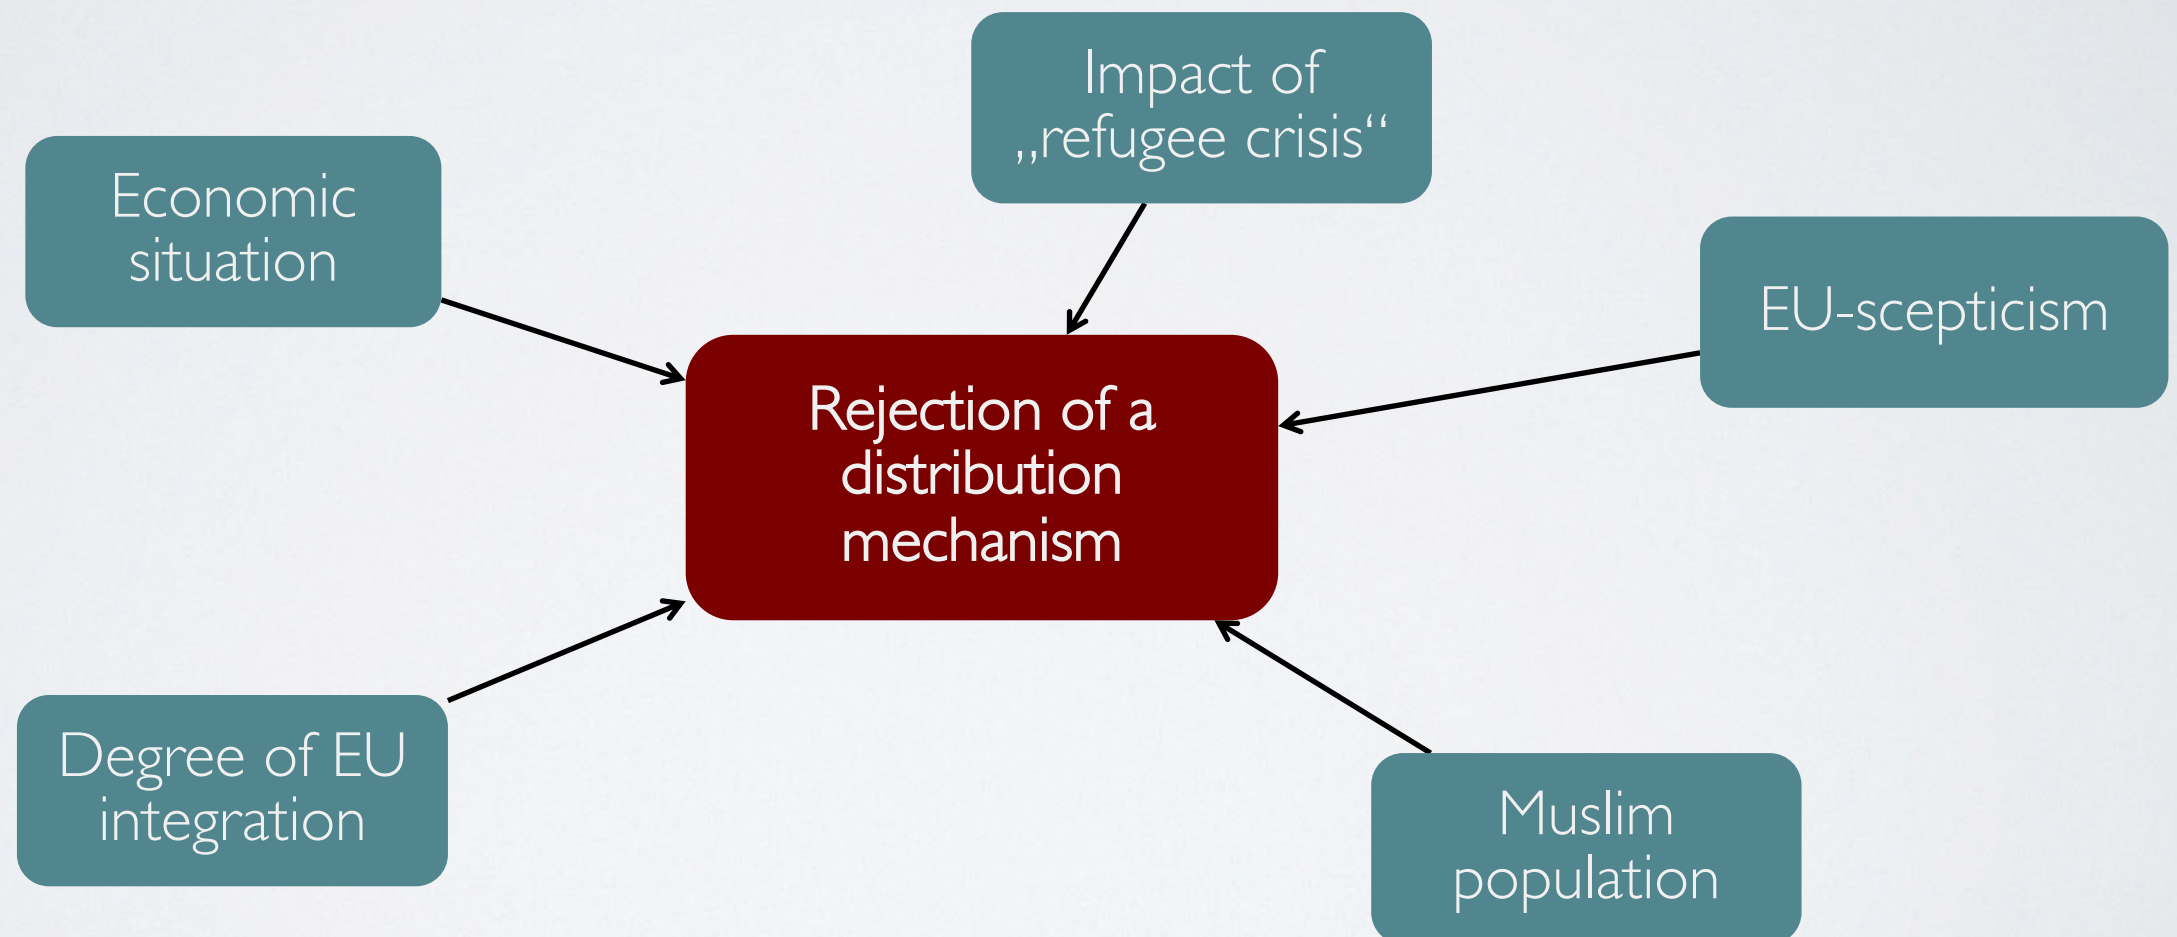 Impact of
„refugee crisis“
Economic
situation
EU-scepticism
Rejection of a
distribution
mechanism
Degree of EU
integration
Muslim
population